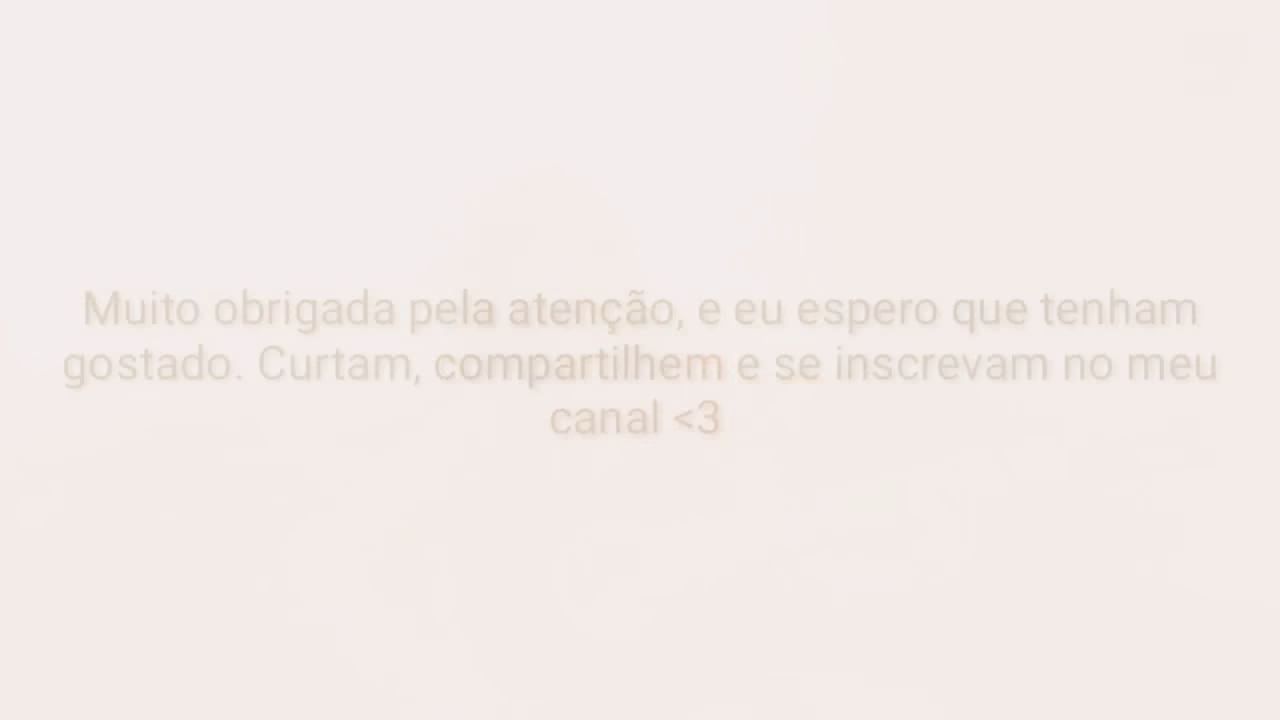 Muito obrigada pela atenção, e eu espero que tenham
gostado. Curtam, compartilhem e se inscrevam no meu
canal <3